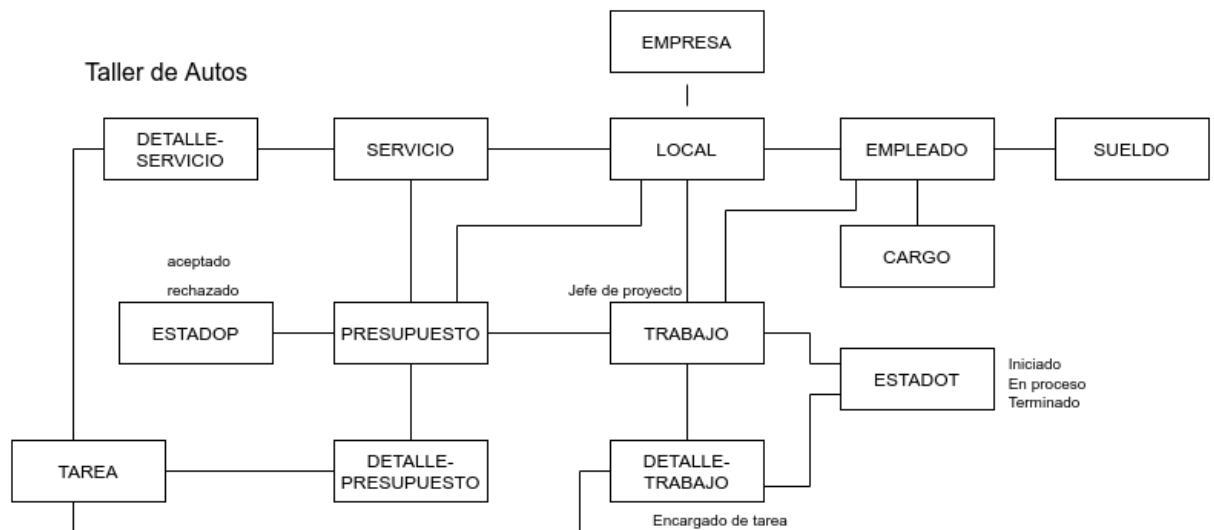 EMPRESA
Taller de Autos
DETALLE-
SERVICIO
SERVICIO
LOCAL
EMPLEADO
SUELDO
CARGO
aceptado
rechazado
Jefe de proyecto
ESTADOP
PRESUPUESTO
TRABAJO
ESTADOT
Iniciado
En proceso
Terminado
TAREA
DETALLE-
PRESUPUESTO
DETALLE-
TRABAJO
Encargado de tarea